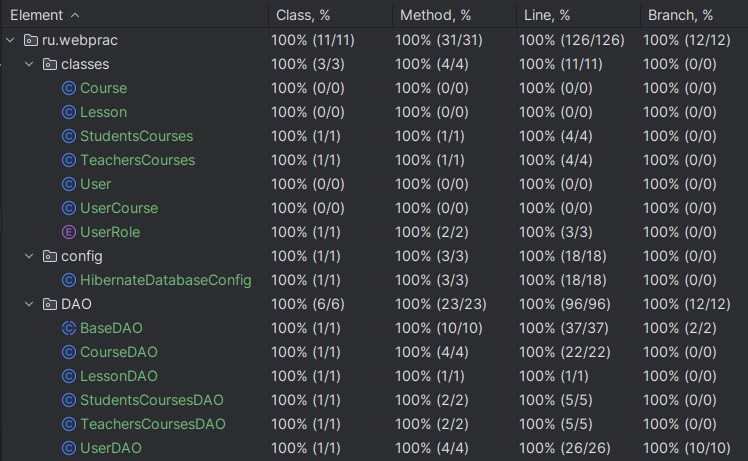 Element Class, % Method, % Line, % Branch, %
ru.webprac 100% (11/11) 100% (31/31) 100% (126/126) 100% (12/12)
classes 100% (3/3) 100% (4/4) 100% (11/11) 100% (0/0)
Course 100% (0/0) 100% (0/0) 100% (0/0) 100% (0/0)
Lesson 100% (0/0) 100% (0/0) 100% (0/0) 100% (0/0)
StudentsCourses 100% (1/1) 100% (1/1) 100% (4/4) 100% (0/0)
TeachersCourses 100% (1/1) 100% (1/1) 100% (4/4) 100% (0/0)
User 100% (0/0) 100% (0/0) 100% (0/0) 100% (0/0)
UserCourse 100% (0/0) 100% (0/0) 100% (0/0) 100% (0/0)
UserRole 100% (1/1) 100% (2/2) 100% (3/3) 100% (0/0)
config 100% (1/1) 100% (3/3) 100% (18/18) 100% (0/0)
HibernateDatabaseConfig 100% (1/1) 100% (3/3) 100% (18/18) 100% (0/0)
DAO 100% (6/6) 100% (23/23) 100% (96/96) 100% (12/12)
BaseDAO 100% (1/1) 100% (10/10) 100% (37/37) 100% (2/2)
CourseDAO 100% (1/1) 100% (4/4) 100% (22/22) 100% (0/0)
LessonDAO 100% (1/1) 100% (1/1) 100% (1/1) 100% (0/0)
StudentsCoursesDAO 100% (1/1) 100% (2/2) 100% (5/5) 100% (0/0)
TeachersCoursesDAO 100% (1/1) 100% (2/2) 100% (5/5) 100% (0/0)
UserDAO 100% (1/1) 100% (4/4) 100% (26/26) 100% (10/10)